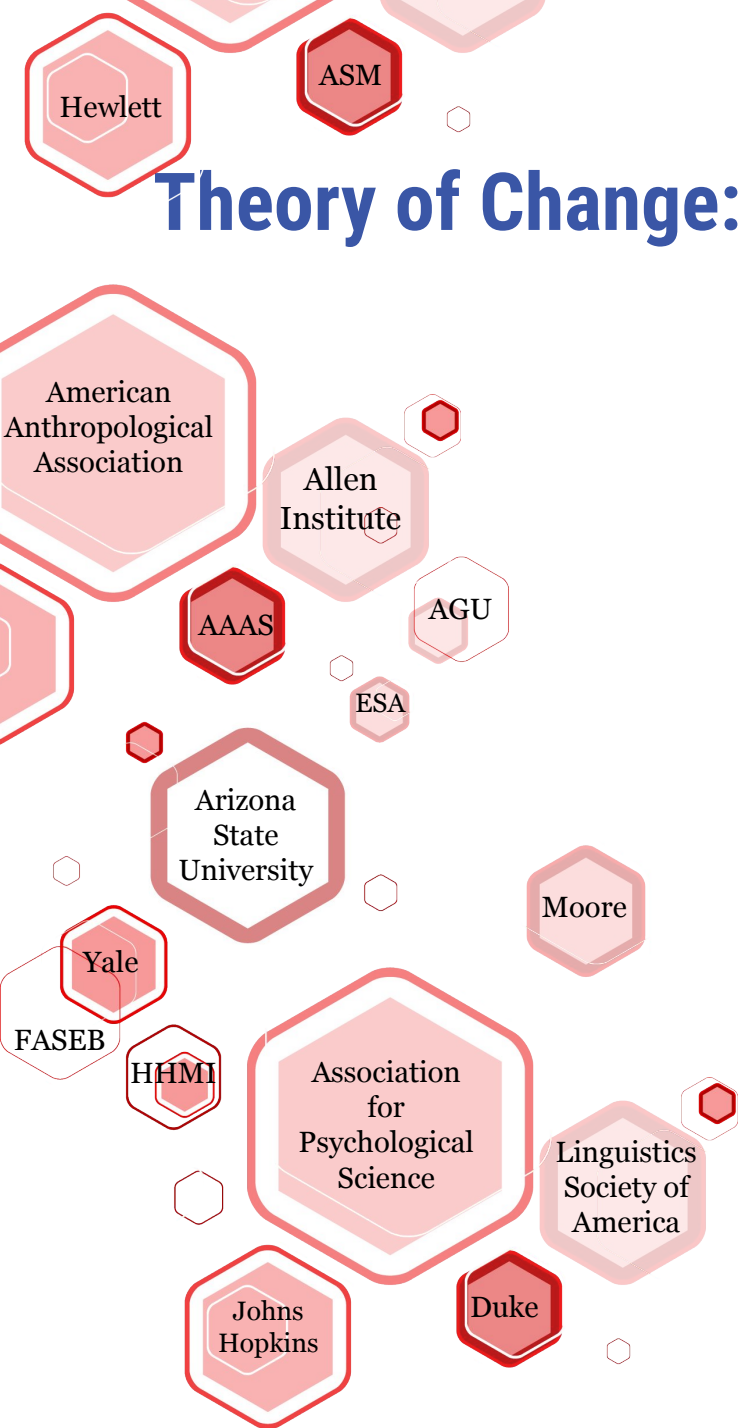 ASM
Hewlett
Theory of Change:
American
Anthropological
Association
Allen
Institute
AGU
AAAS
ESA
Arizona
State
University
Moore
Yale
FASEB
HHMI
Association
for
Psychological
Science
Linguistics
Society of
America
Duke
Johns
Hopkins